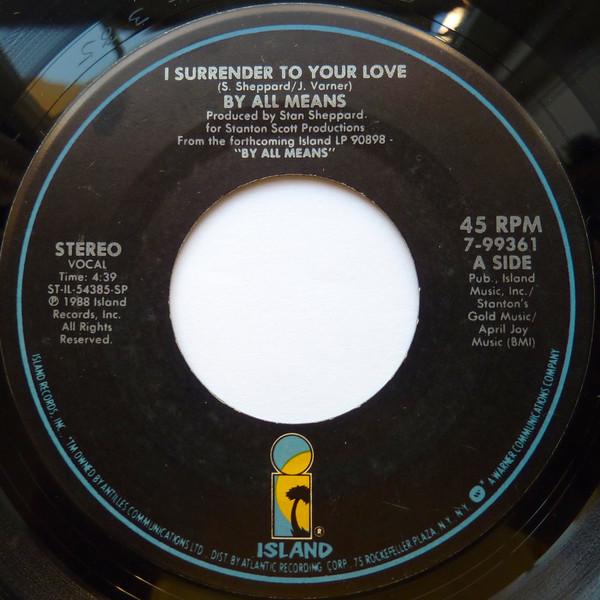 I SURRENDER TO YOUR LOVE
(S. Sheppard/J. Varner)
BY ALL MEANS
Produced by Stan Sheppard.
for Stanton Scott Productions
From the forthcoming Island LP 90898 -
"BY ALL MEANS"
STEREO
VOCAL
Time: 4:39
ST-IL-54385-SP
℗ 1988 Island
Records, Inc.
All Rights
Reserved.
45 RPM
7-99361
A SIDE
Pub., Island
Music, Inc./
Stanton's
Gold Music/
April Joy
Music (BMI)
ISLAND
ISLAND RECORDS, INC. ™ OWNED BY ANTILLES COMMUNICATIONS LTD. DIST. BY ATLANTIC RECORDING CORP. 75 ROCKEFELLER PLAZA, N.Y. N.Y. A WARNER COMMUNICATIONS COMPANY